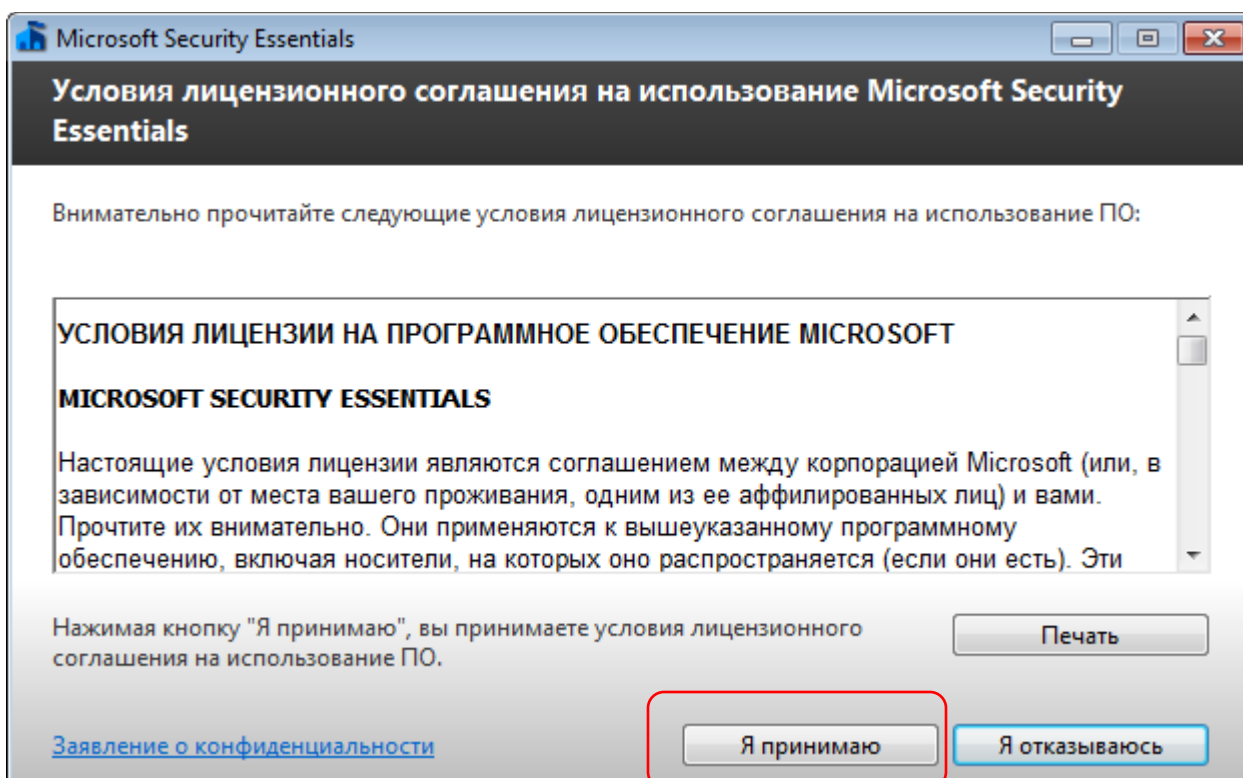 Microsoft Security Essentials
Условия лицензионного соглашения на использование Microsoft Security
Essentials
Внимательно прочитайте следующие условия лицензионного соглашения на использование ПО:
УСЛОВИЯ ЛИЦЕНЗИИ НА ПРОГРАММНОЕ ОБЕСПЕЧЕНИЕ MICROSOFT
MICROSOFT SECURITY ESSENTIALS
Настоящие условия лицензии являются соглашением между корпорацией Microsoft (или, в
зависимости от места вашего проживания, одним из ее аффилированных лиц) и вами.
Прочтите их внимательно. Они применяются к вышеуказанному программному
обеспечению, включая носители, на которых оно распространяется (если они есть). Эти
Нажимая кнопку "Я принимаю", вы принимаете условия лицензионного
соглашения на использование ПО.
Печать
Заявление о конфиденциальности
Я принимаю
Я отказываюсь